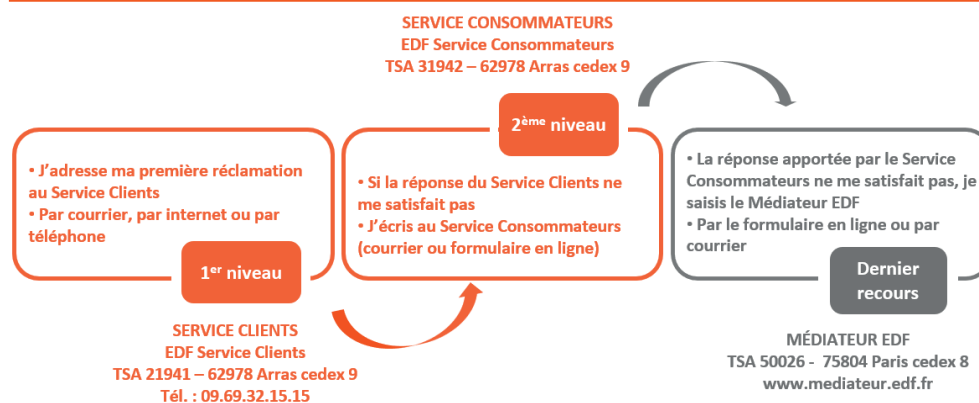 SERVICE CONSOMMATEURS
EDF Service Consommateurs
TSA 31942 – 62978 Arras cedex 9
2ème niveau
• J'adresse ma première réclamation
au Service Clients
• Par courrier, par internet ou par
téléphone
1er niveau
SERVICE CLIENTS
EDF Service Clients
TSA 21941 – 62978 Arras cedex 9
Tél. : 09.69.32.15.15
• Si la réponse du Service Clients ne
me satisfait pas
• J'écris au Service Consommateurs
(courrier ou formulaire en ligne)
• La réponse apportée par le Service
Consommateurs ne me satisfait pas, je
saisis le Médiateur EDF
• Par le formulaire en ligne ou par
courrier
Dernier
recours
MÉDIATEUR EDF
TSA 50026 - 75804 Paris cedex 8
www.mediateur.edf.fr